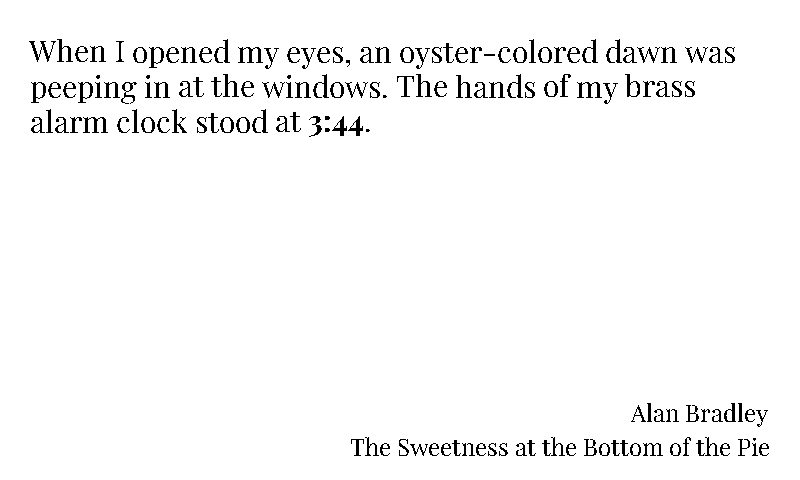 When I opened my eyes, an oyster-colored dawn was
peeping in at the windows. The hands of my brass
alarm clock stood at 3:44.
Alan Bradley
The Sweetness at the Bottom of the Pie